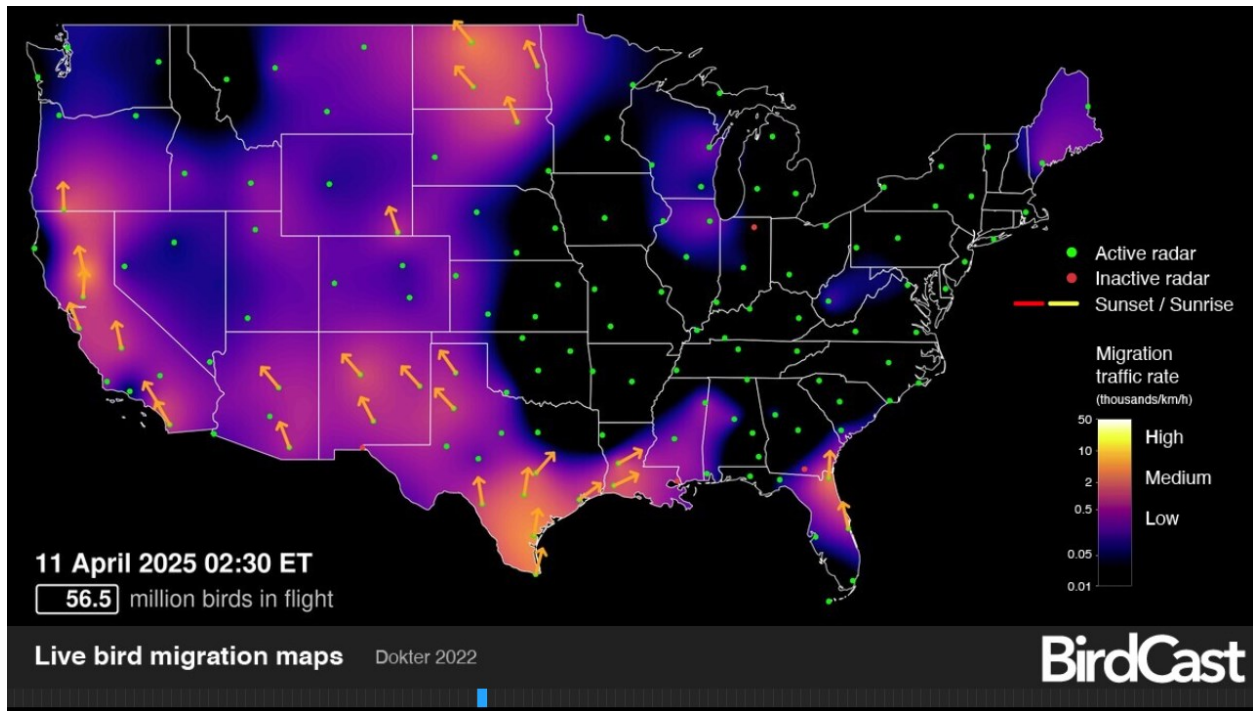 Active radar
Inactive radar
Sunset / Sunrise
Migration
traffic rate
(thousands/km/h)
50
High
10
Medium
2
0.5
Low
0.05
0.01
11 April 2025 02:30 ET
56.5 million birds in flight
Live bird migration maps Dokter 2022
BirdCast